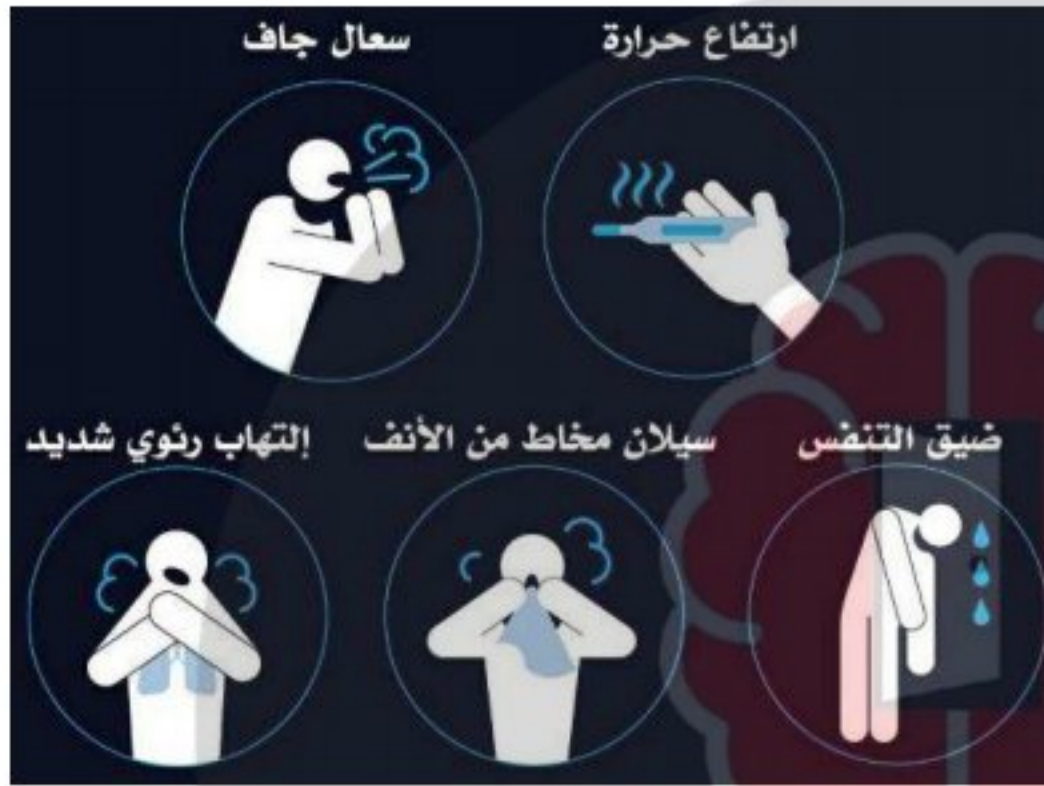 ارتفاع حرارة
سعال جاف
ضيق التنفس
سيلان مخاط من الأنف
إلتهاب رئوي شديد